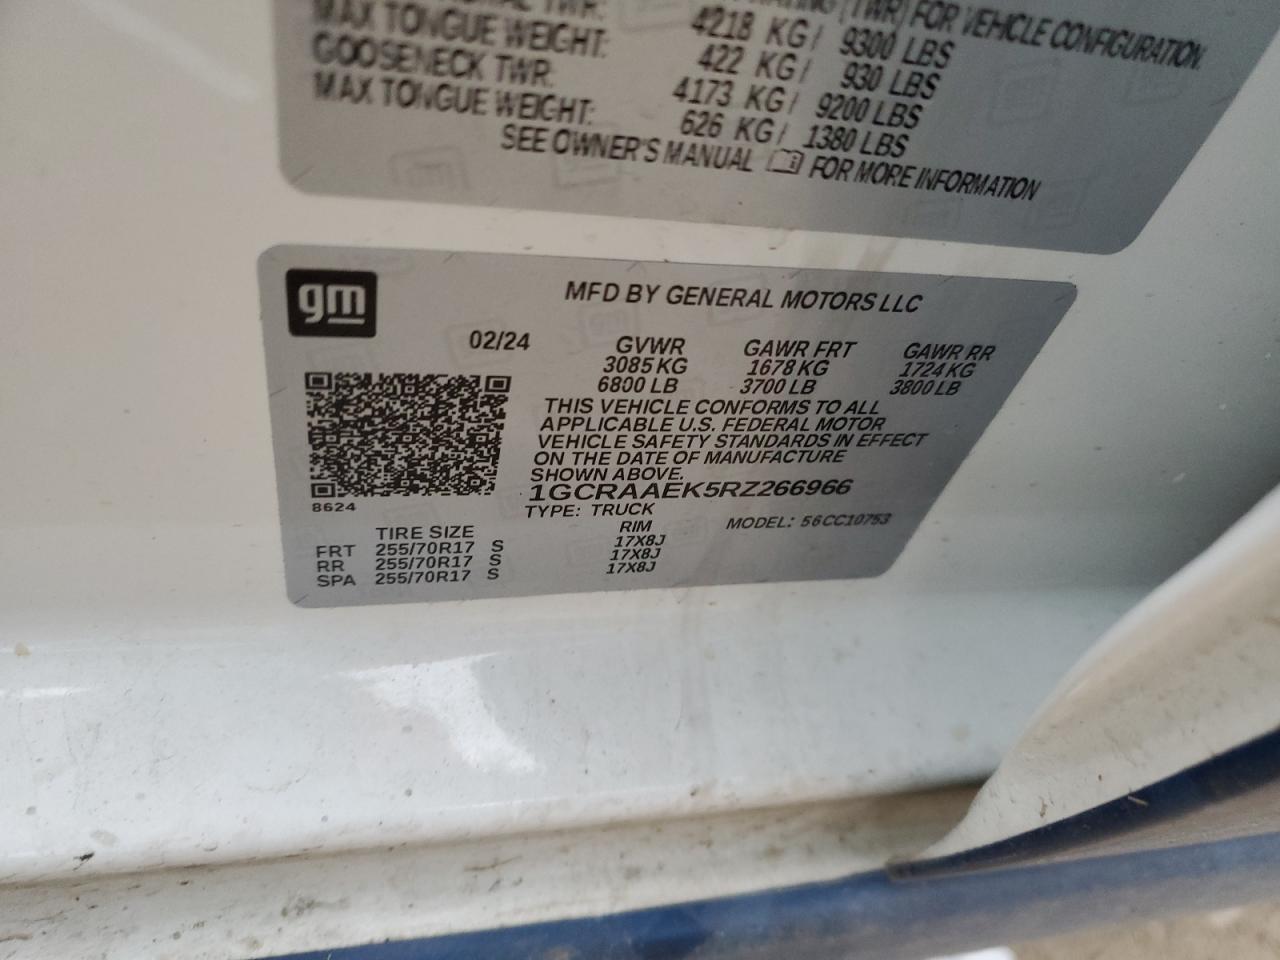 TWR:
(TWR) FOR VEHICLE CONFIGURATION.
4218 KG/ 9300 LBS
MAX TONGUE WEIGHT: 422 KG/ 930 LBS
GOOSENECK TWR: 4173 KG/ 9200 LBS
MAX TONGUE WEIGHT: 626 KG/ 1380 LBS
SEE OWNER'S MANUAL FOR MORE INFORMATION
gm
MFD BY GENERAL MOTORS LLC
02/24 GVWR GAWR FRT GAWR RR
3085 KG 1678 KG 1724 KG
6800 LB 3700 LB 3800 LB
THIS VEHICLE CONFORMS TO ALL
APPLICABLE U.S. FEDERAL MOTOR
VEHICLE SAFETY STANDARDS IN EFFECT
ON THE DATE OF MANUFACTURE
SHOWN ABOVE.
1GCRAAEK5RZ266966
8624
TYPE: TRUCK MODEL: 56CC10753
TIRE SIZE RIM
FRT 255/70R17 S 17X8J
RR 255/70R17 S 17X8J
SPA 255/70R17 S 17X8J